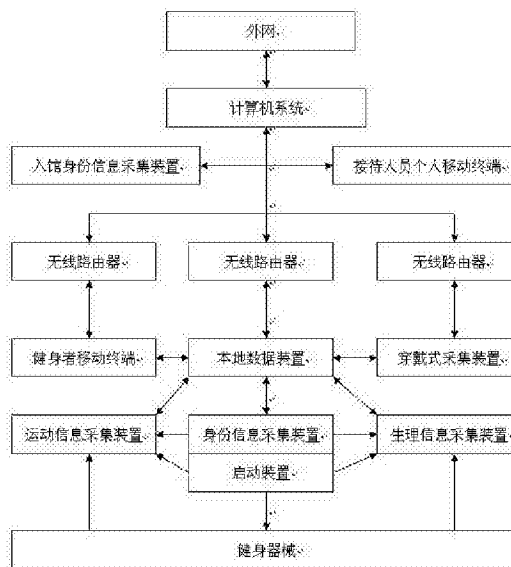 外网
计算机系统
入馆身份信息采集装置
接待人员个人移动终端
无线路由器
无线路由器
无线路由器
健身者移动终端
本地数据装置
穿戴式采集装置
运动信息采集装置
身份信息采集装置
生理信息采集装置
启动装置
健身器械